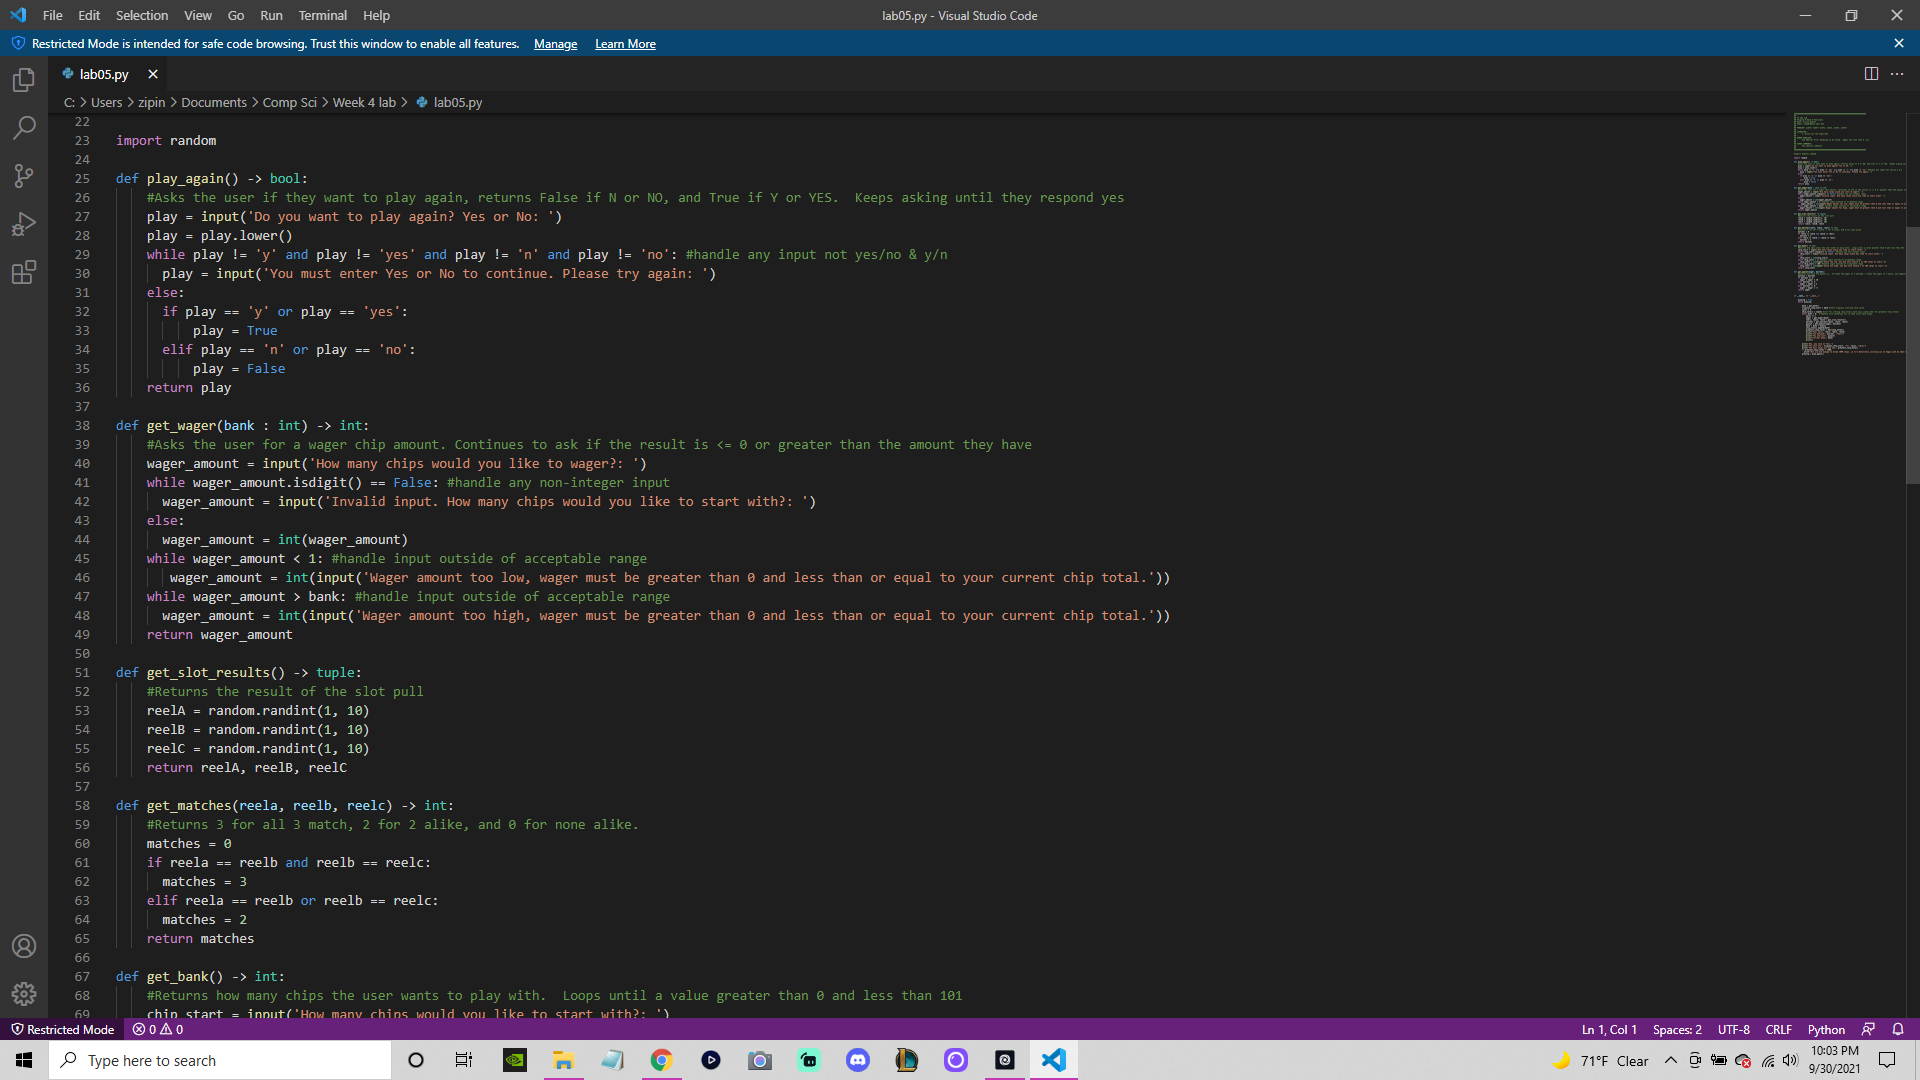 File Edit Selection View Go Run Terminal Help
lab05.py - Visual Studio Code
Restricted Mode is intended for safe code browsing. Trust this window to enable all features. Manage Learn More
lab05.py
C: > Users > zipin > Documents > Comp Sci > Week 4 lab > lab05.py
22
23 import random
24
25 def play_again() -> bool:
26 #Asks the user if they want to play again, returns False if N or NO, and True if Y or YES.  Keeps asking until they respond yes
27 play = input('Do you want to play again? Yes or No: ')
28 play = play.lower()
29 while play != 'y' and play != 'yes' and play != 'n' and play != 'no': #handle any input not yes/no & y/n
30 play = input('You must enter Yes or No to continue. Please try again: ')
31 else:
32 if play == 'y' or play == 'yes':
33 play = True
34 elif play == 'n' or play == 'no':
35 play = False
36 return play
37
38 def get_wager(bank : int) -> int:
39 #Asks the user for a wager chip amount. Continues to ask if the result is <= 0 or greater than the amount they have
40 wager_amount = input('How many chips would you like to wager?: ')
41 while wager_amount.isdigit() == False: #handle any non-integer input
42 wager_amount = input('Invalid input. How many chips would you like to start with?: ')
43 else:
44 wager_amount = int(wager_amount)
45 while wager_amount < 1: #handle input outside of acceptable range
46 wager_amount = int(input('Wager amount too low, wager must be greater than 0 and less than or equal to your current chip total.'))
47 while wager_amount > bank: #handle input outside of acceptable range
48 wager_amount = int(input('Wager amount too high, wager must be greater than 0 and less than or equal to your current chip total.'))
49 return wager_amount
50
51 def get_slot_results() -> tuple:
52 #Returns the result of the slot pull
53 reelA = random.randint(1, 10)
54 reelB = random.randint(1, 10)
55 reelC = random.randint(1, 10)
56 return reelA, reelB, reelC
57
58 def get_matches(reela, reelb, reelc) -> int:
59 #Returns 3 for all 3 match, 2 for 2 alike, and 0 for none alike.
60 matches = 0
61 if reela == reelb and reelb == reelc:
62 matches = 3
63 elif reela == reelb or reelb == reelc:
64 matches = 2
65 return matches
66
67 def get_bank() -> int:
68 #Returns how many chips the user wants to play with.  Loops until a value greater than 0 and less than 101
69 chip_start = input('How many chips would you like to start with?: ')
Restricted Mode 0 0 Ln 1, Col 1 Spaces: 2 UTF-8 CRLF Python
Type here to search
71°F Clear
10:03 PM
9/30/2021